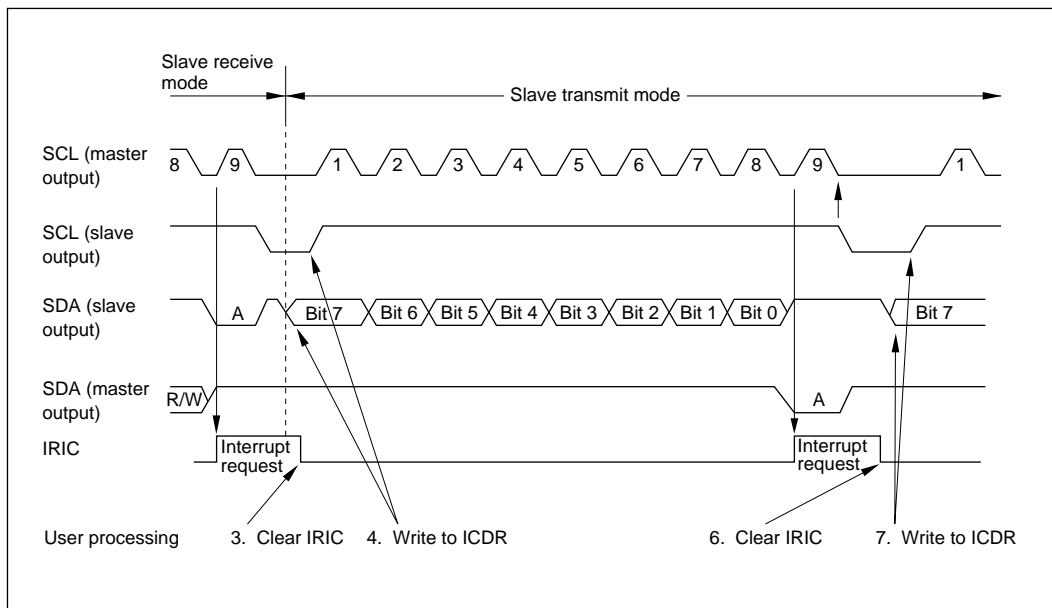 Slave receive
mode
Slave transmit mode
SCL (master
output)
8 9 1 2 3 4 5 6 7 8 9 1
SCL (slave
output)
SDA (slave
output)
A Bit 7 Bit 6 Bit 5 Bit 4 Bit 3 Bit 2 Bit 1 Bit 0 Bit 7
SDA (master
output)
R/W A
IRIC
Interrupt
request
Interrupt
request
User processing 3. Clear IRIC 4. Write to ICDR 6. Clear IRIC 7. Write to ICDR